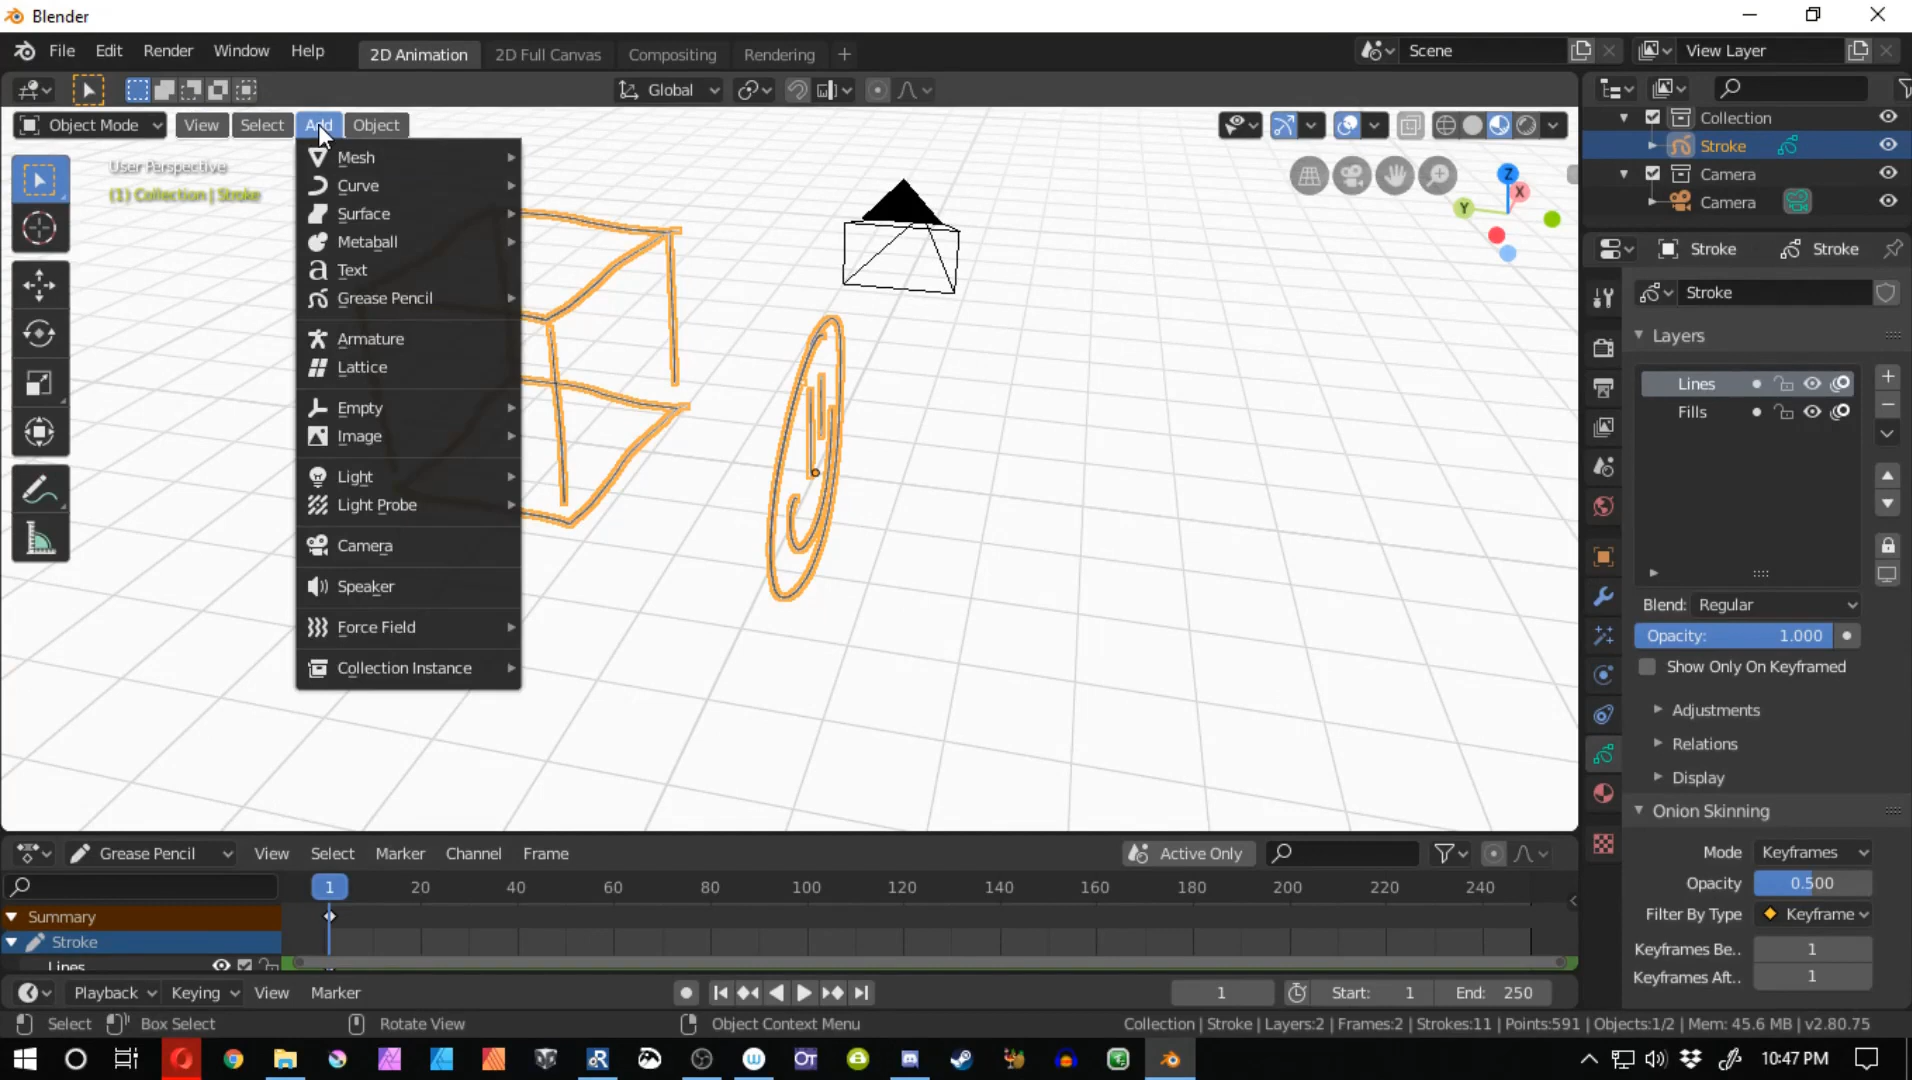 Blender
File Edit Render Window Help 2D Animation 2D Full Canvas Compositing Rendering + Scene View Layer
Global
Object Mode View Select Add Object
User Perspective
(1) Collection | Stroke
Mesh
Curve
Surface
Metaball
Text
Grease Pencil
Armature
Lattice
Empty
Image
Light
Light Probe
Camera
Speaker
Force Field
Collection Instance
Z
X
Y
Collection
Stroke
Camera
Camera
Stroke Stroke
Stroke
Layers
Lines
Fills
Blend: Regular
Opacity: 1.000
Show Only On Keyframed
Adjustments
Relations
Display
Onion Skinning
Mode Keyframes
Opacity 0.500
Filter By Type Keyframe
Keyframes Be.. 1
Keyframes Aft.. 1
Grease Pencil View Select Marker Channel Frame Active Only
1 20 40 60 80 100 120 140 160 180 200 220 240
Summary
Stroke
Lines
Playback Keying View Marker 1 Start: 1 End: 250
Select Box Select Rotate View Object Context Menu Collection | Stroke | Layers:2 | Frames:2 | Strokes:11 | Points:591 | Objects:1/2 | Mem: 45.6 MB | v2.80.75
10:47 PM